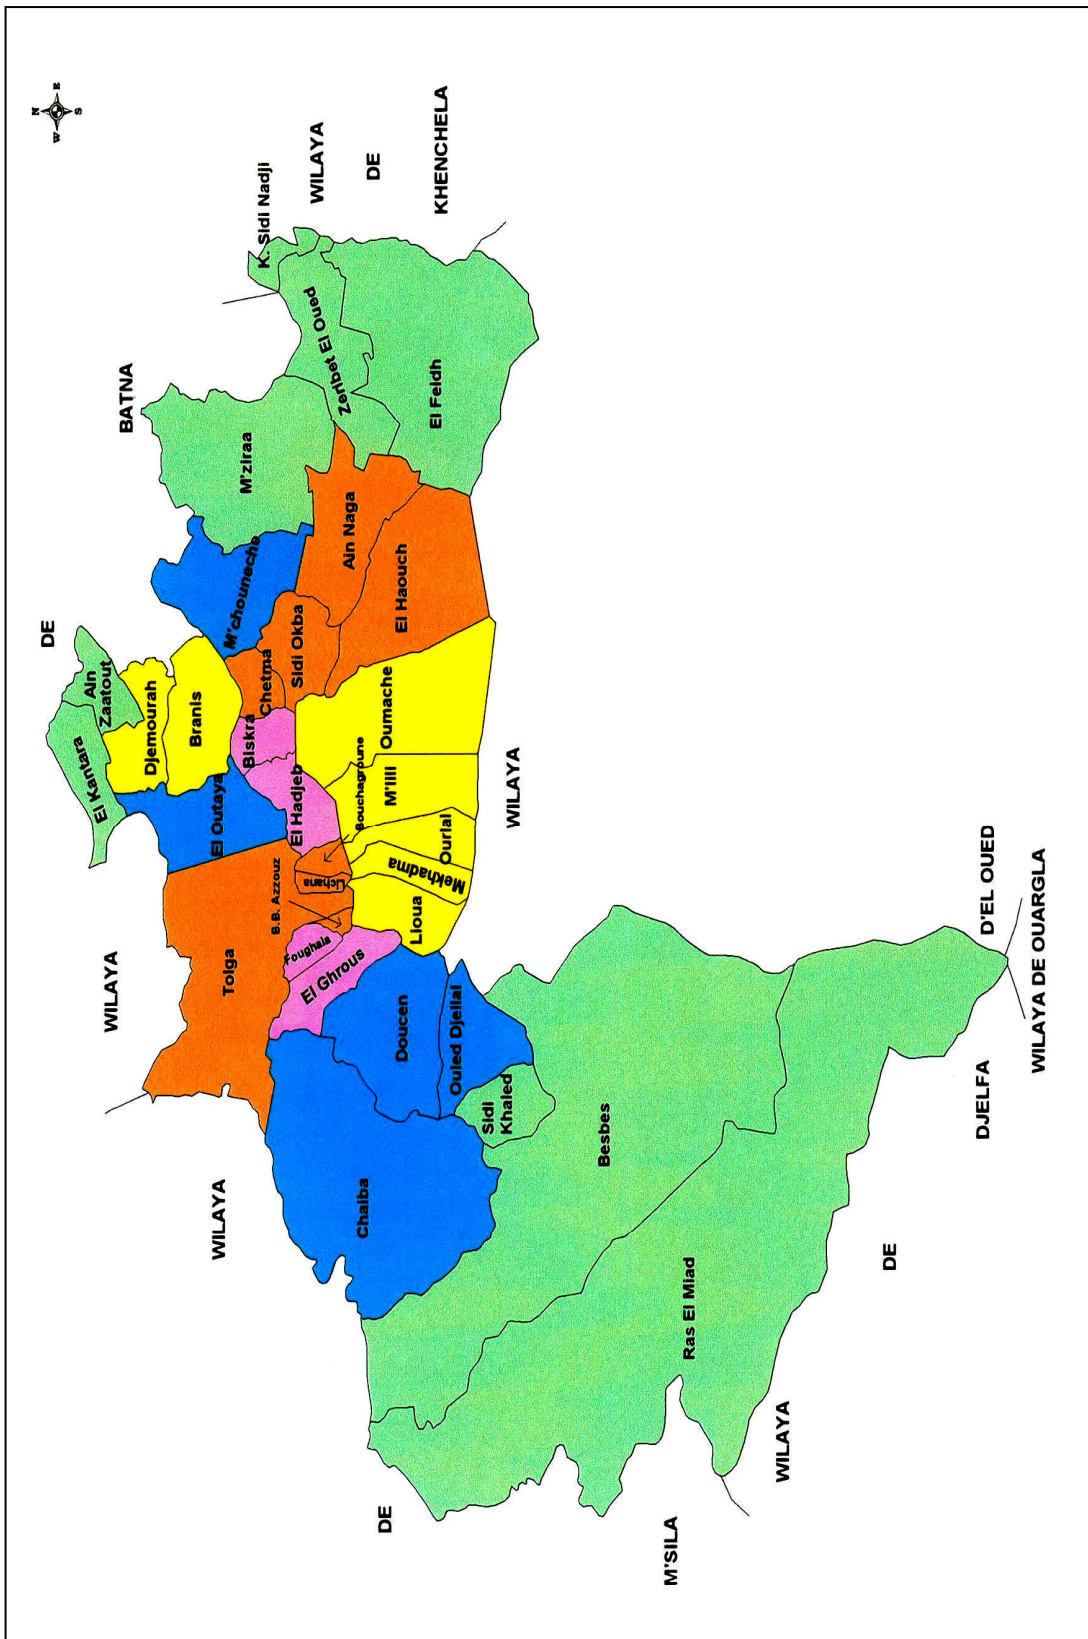 N
E
S
W
K. Sidi Nadji
WILAYA
DE
KHENCHELA
BATNA
M'ziraa
Zeribet El Oued
El Feidh
M'chouneche
Ain Naga
El Haouch
Sidi Okba
Chetma
DE
Ain
Zaatout
El Kantara
Djemourah
Branis
Biskra
El Outaya
El Hadjeb
Oumache
M'lili
Bouchagroune
Ourlal
Mekhadma
Lioua
Lichana
B.B. Azzouz
Foughala
El Ghrous
Tolga
WILAYA
WILAYA
Doucen
Ouled Djellal
Sidi
Khaled
Chaiba
WILAYA
Besbes
Ras El Miad
D'EL OUED
WILAYA DE OUARGLA
DJELFA
DE
WILAYA
DE
M'SILA